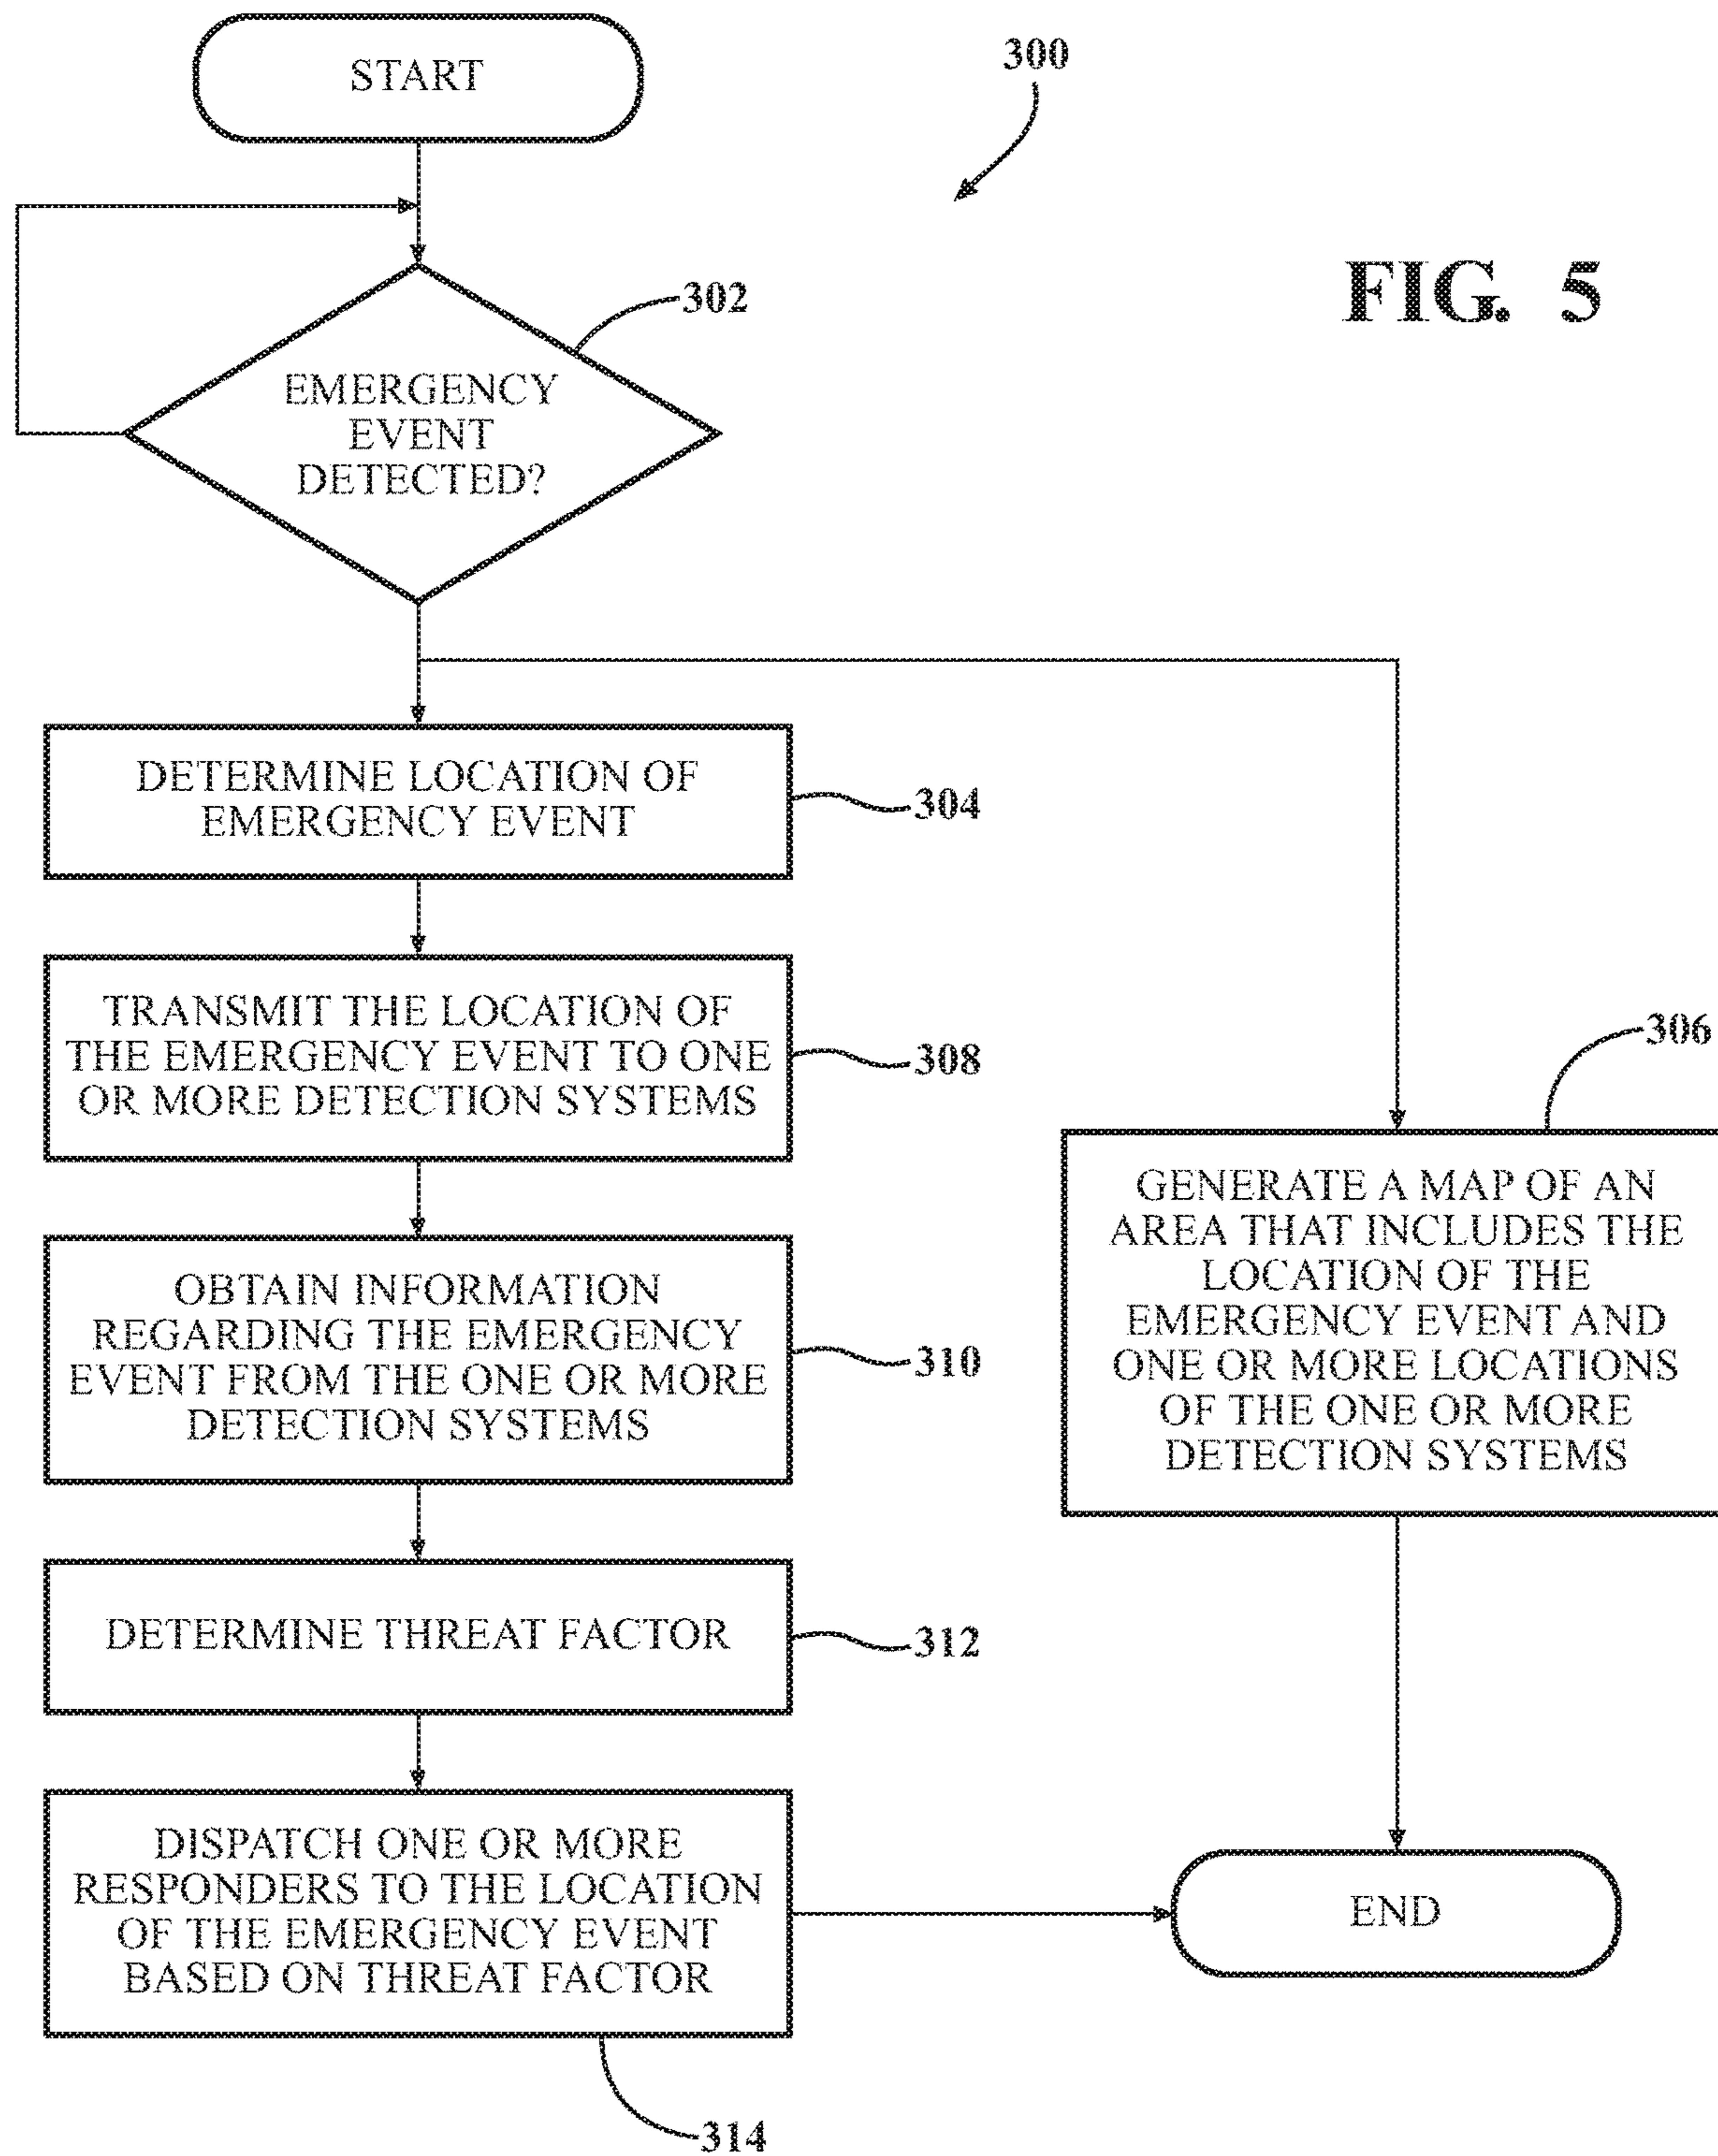 START
300
FIG. 5
302
EMERGENCY
EVENT
DETECTED?
DETERMINE LOCATION OF
EMERGENCY EVENT
304
TRANSMIT THE LOCATION OF
THE EMERGENCY EVENT TO ONE
OR MORE DETECTION SYSTEMS
308
306
GENERATE A MAP OF AN
AREA THAT INCLUDES THE
LOCATION OF THE
EMERGENCY EVENT AND
ONE OR MORE LOCATIONS
OF THE ONE OR MORE
DETECTION SYSTEMS
OBTAIN INFORMATION
REGARDING THE EMERGENCY
EVENT FROM THE ONE OR MORE
DETECTION SYSTEMS
310
DETERMINE THREAT FACTOR
312
DISPATCH ONE OR MORE
RESPONDERS TO THE LOCATION
OF THE EMERGENCY EVENT
BASED ON THREAT FACTOR
314
END